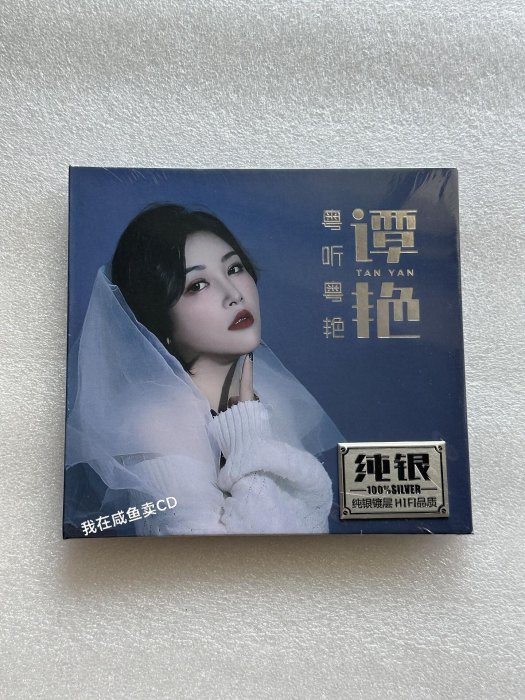 粤听粤艳
谭艳
TAN YAN
纯银
100%SILVER
纯银镀层 HIFI品质
我在咸鱼卖CD